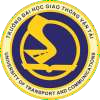 TRƯỜNG ĐẠI HỌC GIAO THÔNG VẬN TẢI
UNIVERSITY OF TRANSPORT AND COMMUNICATIONS